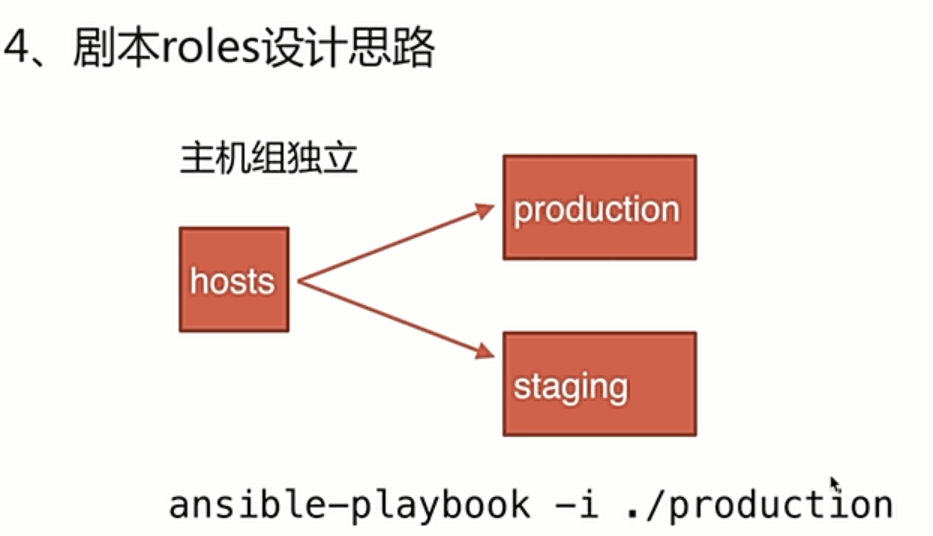 4、剧本roles设计思路
主机组独立
production
hosts
staging
ansible-playbook -i ./production